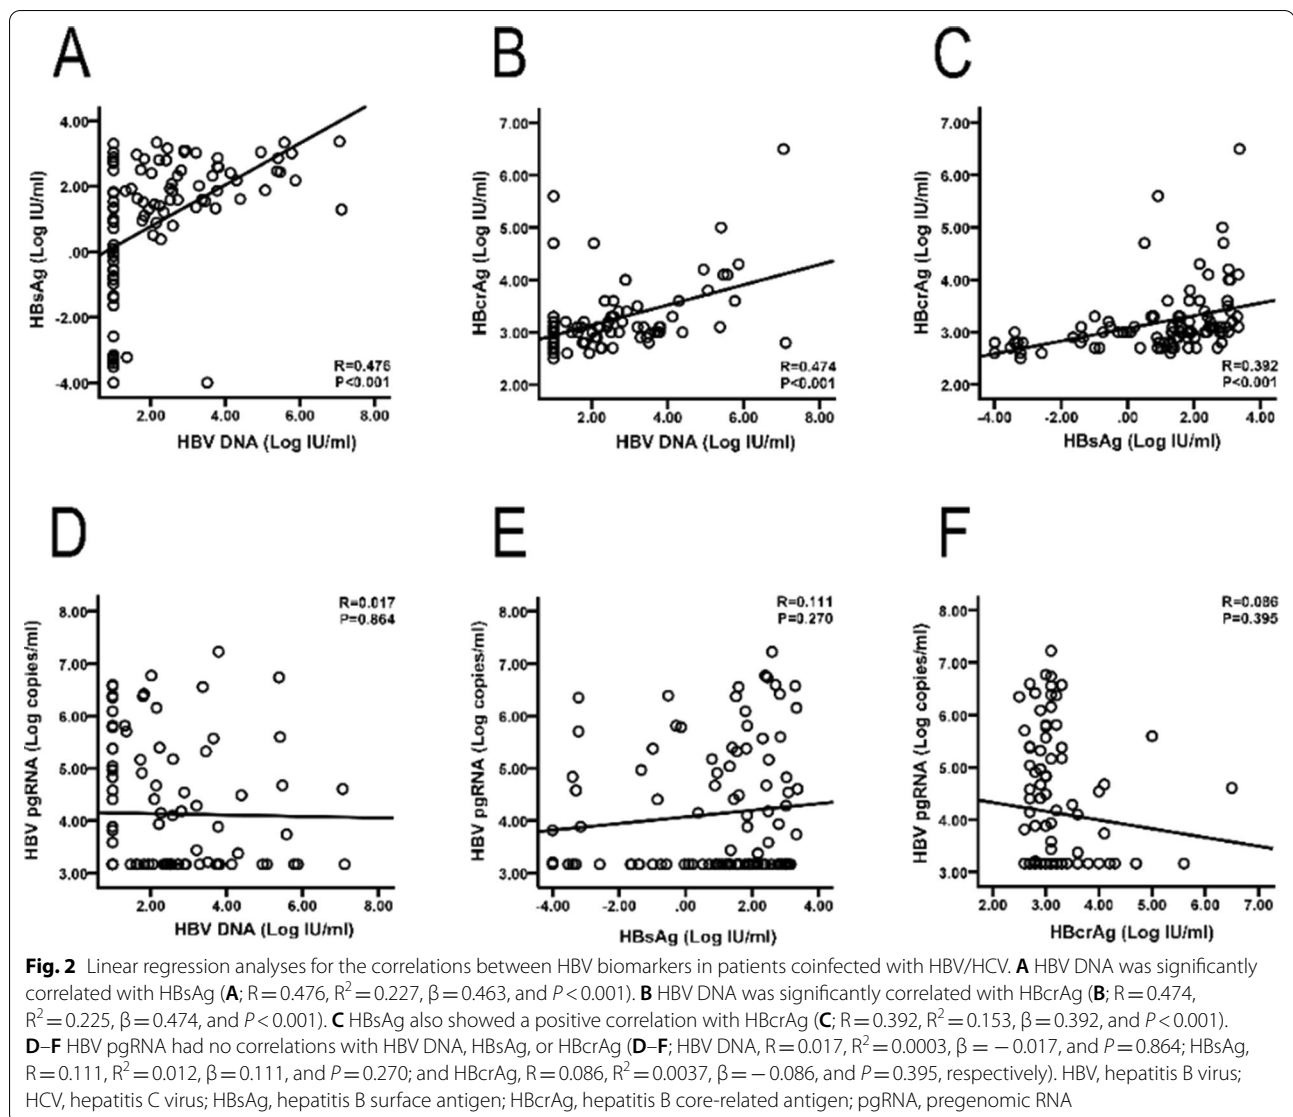 A
B
C
4.00
2.00
.00
-2.00
-4.00
HBsAg (Log IU/ml)
R=0.476
P<0.001
2.00 4.00 6.00 8.00
HBV DNA (Log IU/ml)
7.00
6.00
5.00
4.00
3.00
2.00
HBcrAg (Log IU/ml)
R=0.474
P<0.001
2.00 4.00 6.00 8.00
HBV DNA (Log IU/ml)
7.00
6.00
5.00
4.00
3.00
2.00
HBcrAg (Log IU/ml)
R=0.392
P<0.001
-4.00 -2.00 .00 2.00 4.00
HBsAg (Log IU/ml)
D
E
F
8.00
7.00
6.00
5.00
4.00
3.00
HBV pgRNA (Log copies/ml)
R=0.017
P=0.864
2.00 4.00 6.00 8.00
HBV DNA (Log IU/ml)
8.00
7.00
6.00
5.00
4.00
3.00
HBV pgRNA (Log copies/ml)
R=0.111
P=0.270
-4.00 -2.00 .00 2.00 4.00
HBsAg (Log IU/ml)
8.00
7.00
6.00
5.00
4.00
3.00
HBV pgRNA (Log copies/ml)
R=0.086
P=0.395
2.00 3.00 4.00 5.00 6.00 7.00
HBcrAg (Log IU/ml)
Fig. 2 Linear regression analyses for the correlations between HBV biomarkers in patients coinfected with HBV/HCV. A HBV DNA was significantly
correlated with HBsAg (A; R = 0.476, R² = 0.227, β = 0.463, and P < 0.001). B HBV DNA was significantly correlated with HBcrAg (B; R = 0.474,
R² = 0.225, β = 0.474, and P < 0.001). C HBsAg also showed a positive correlation with HBcrAg (C; R = 0.392, R² = 0.153, β = 0.392, and P < 0.001).
D–F HBV pgRNA had no correlations with HBV DNA, HBsAg, or HBcrAg (D–F; HBV DNA, R = 0.017, R² = 0.0003, β = − 0.017, and P = 0.864; HBsAg,
R = 0.111, R² = 0.012, β = 0.111, and P = 0.270; and HBcrAg, R = 0.086, R² = 0.0037, β = − 0.086, and P = 0.395, respectively). HBV, hepatitis B virus;
HCV, hepatitis C virus; HBsAg, hepatitis B surface antigen; HBcrAg, hepatitis B core-related antigen; pgRNA, pregenomic RNA